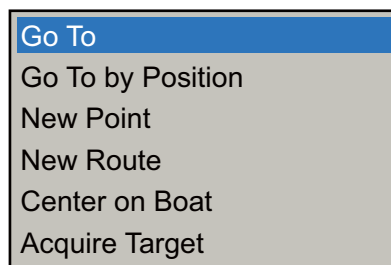 Go To
Go To by Position
New Point
New Route
Center on Boat
Acquire Target